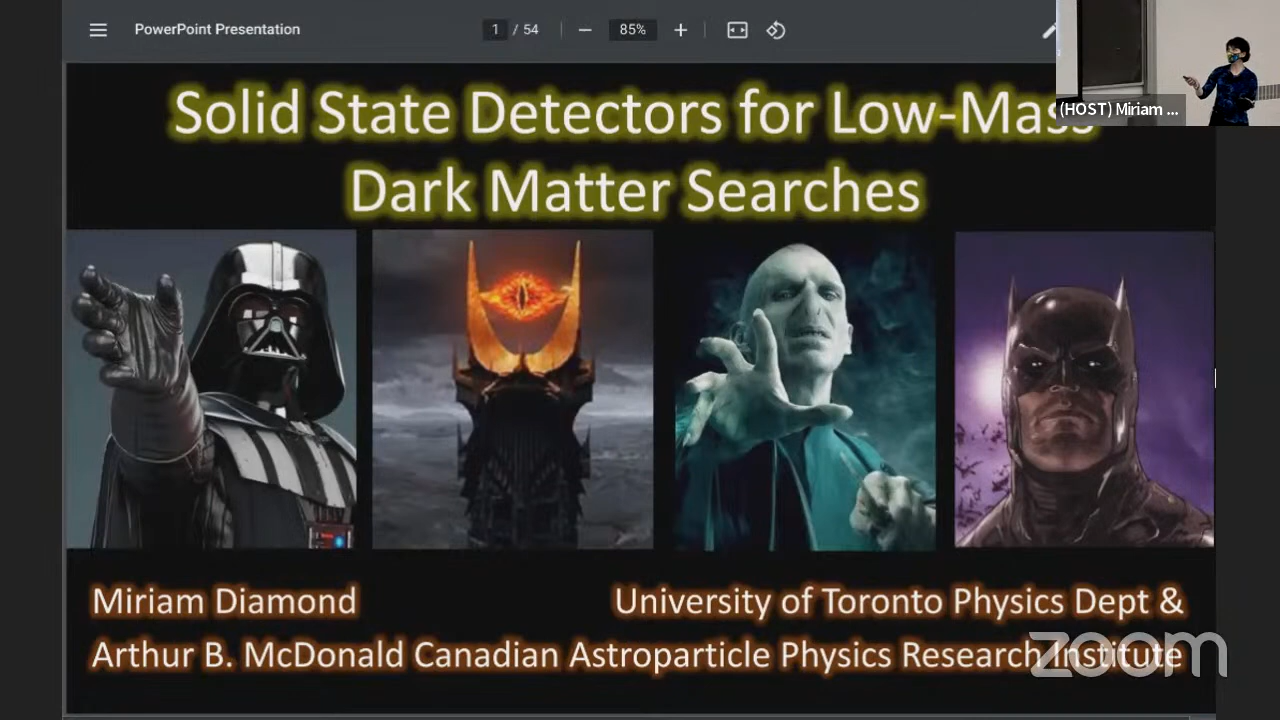 PowerPoint Presentation
1 / 54
85%
(HOST) Miriam ...
Solid State Detectors for Low-Mass
Dark Matter Searches
Miriam Diamond
University of Toronto Physics Dept &
Arthur B. McDonald Canadian Astroparticle Physics Research Institute
zoom